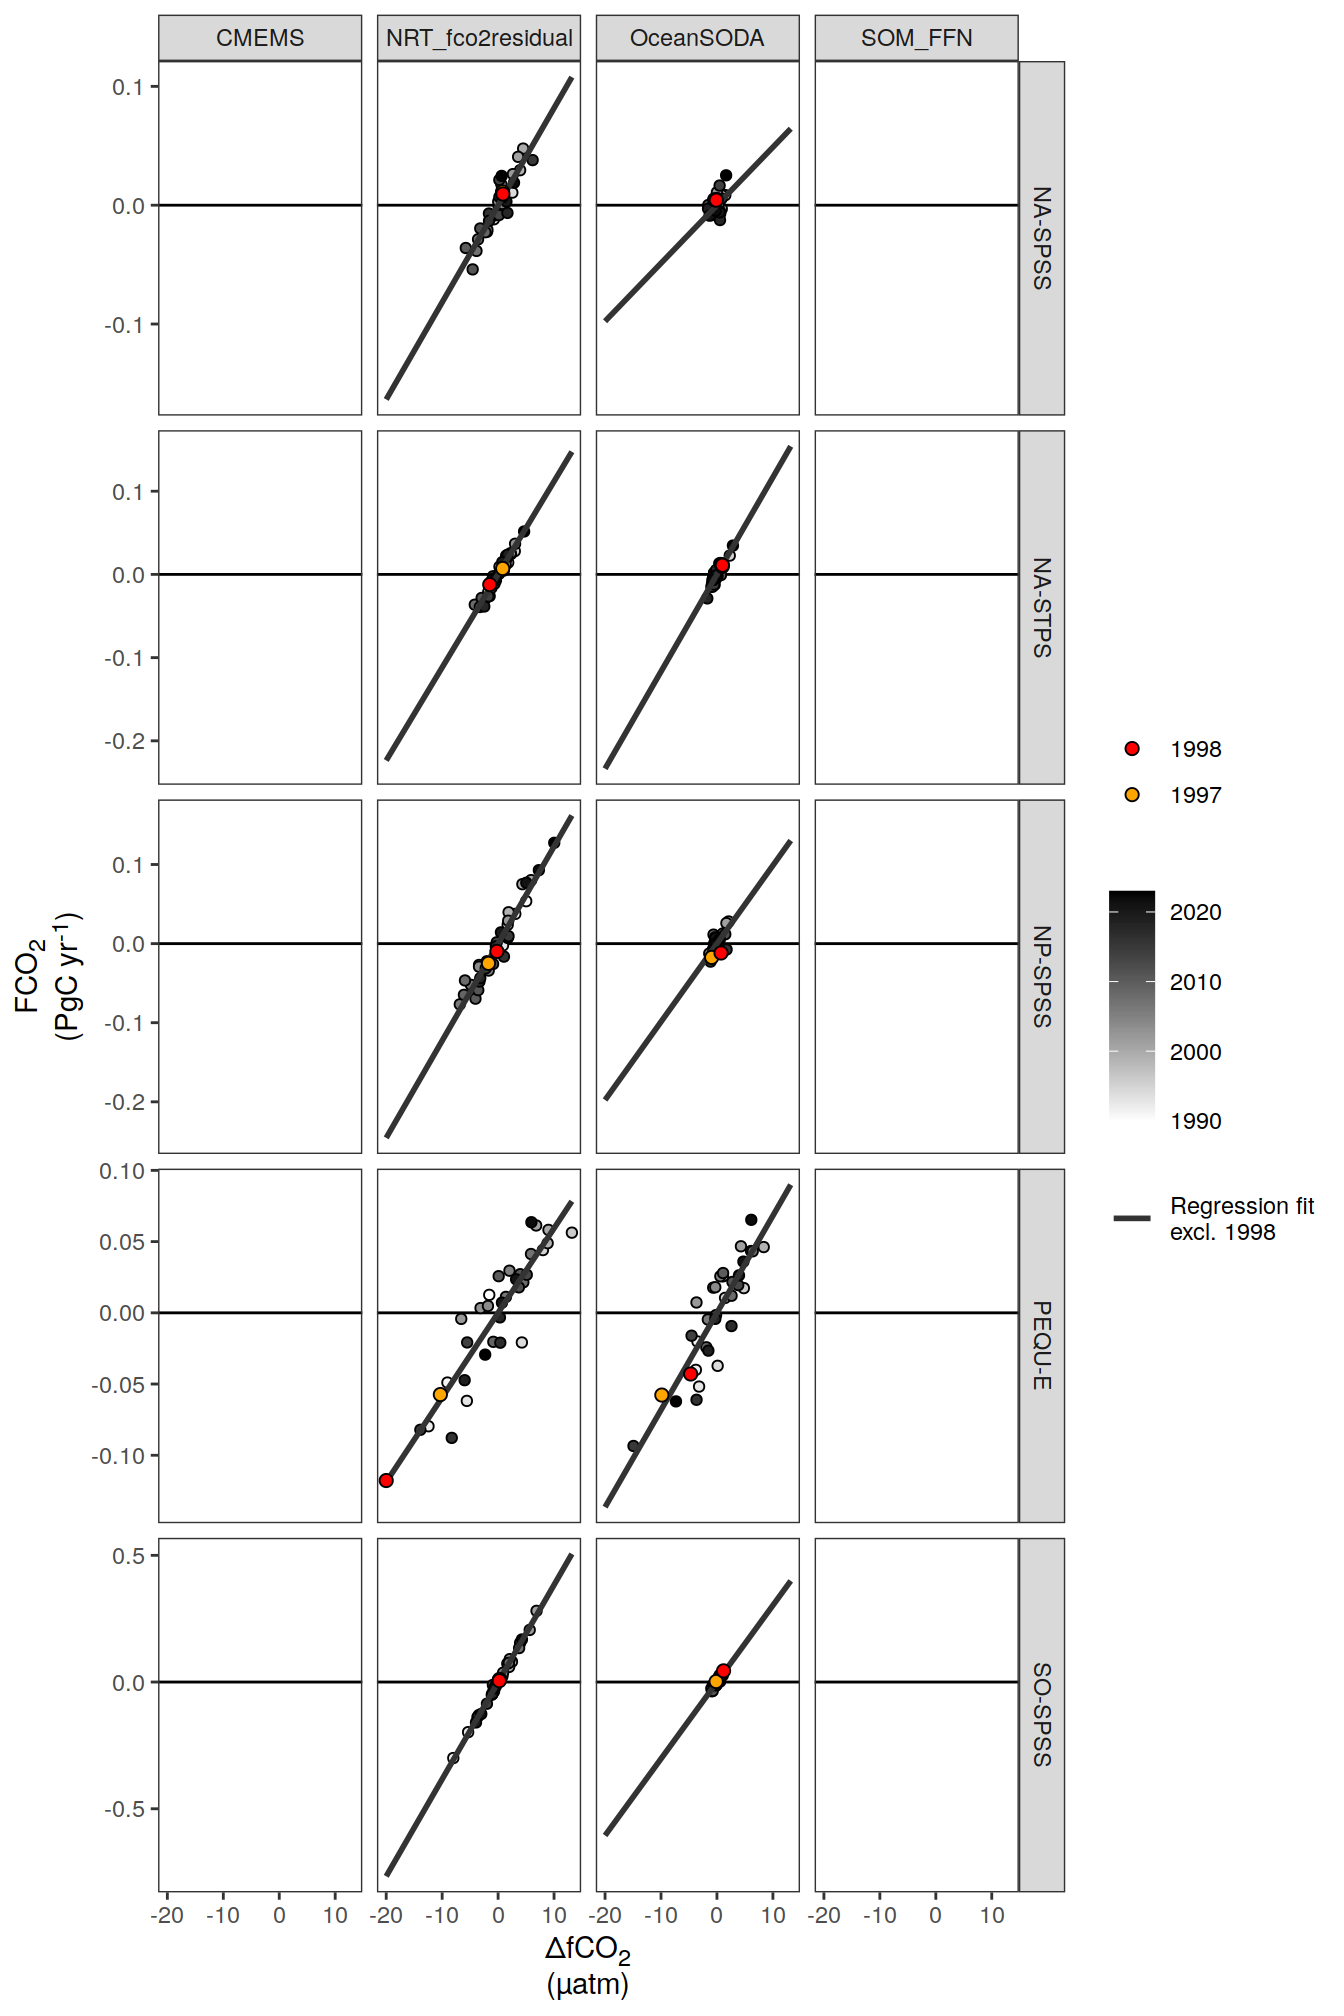 CMEMS NRT_fco2residual OceanSODA SOM_FFN
0.1
0.0
-0.1
NA-SPSS
0.1
0.0
-0.1
-0.2
NA-STPS
0.1
0.0
-0.1
-0.2
NP-SPSS
0.10
0.05
0.00
-0.05
-0.10
PEQU-E
0.5
0.0
-0.5
SO-SPSS
-20 -10 0 10 -20 -10 0 10 -20 -10 0 10 -20 -10 0 10
ΔfCO2
(µatm)
FCO2
(PgC yr-1)
1998
1997
2020
2010
2000
1990
Regression fit
excl. 1998